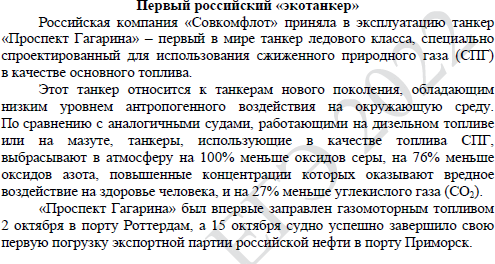 Первый российский «экотанкер»
Российская компания «Совкомфлот» приняла в эксплуатацию танкер
«Проспект Гагарина» – первый в мире танкер ледового класса, специально
спроектированный для использования сжиженного природного газа (СПГ)
в качестве основного топлива.
Этот танкер относится к танкерам нового поколения, обладающим
низким уровнем антропогенного воздействия на окружающую среду.
По сравнению с аналогичными судами, работающими на дизельном топливе
или на мазуте, танкеры, использующие в качестве топлива СПГ,
выбрасывают в атмосферу на 100% меньше оксидов серы, на 76% меньше
оксидов азота, повышенные концентрации которых оказывают вредное
воздействие на здоровье человека, и на 27% меньше углекислого газа (CO₂).
«Проспект Гагарина» был впервые заправлен газомоторным топливом
2 октября в порту Роттердам, а 15 октября судно успешно завершило свою
первую погрузку экспортной партии российской нефти в порту Приморск.
ЕГЭ 2022